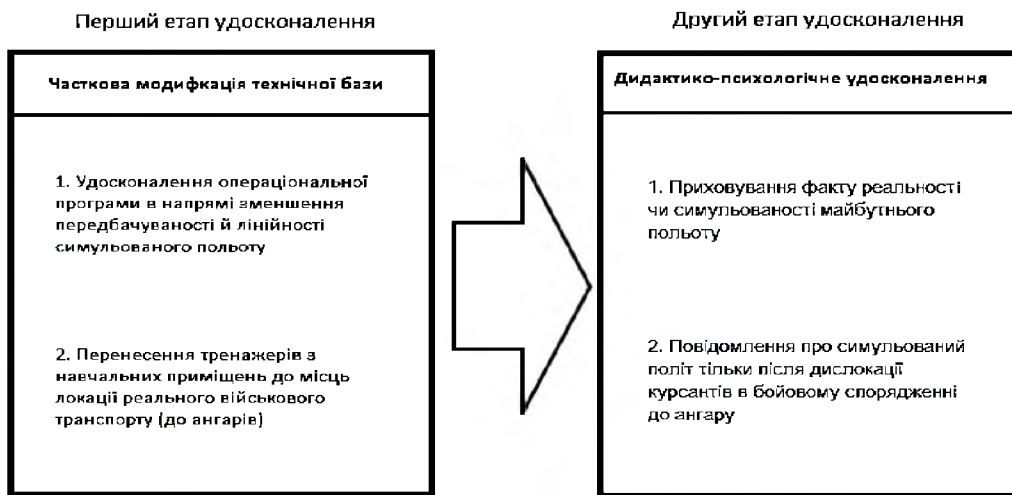 Перший етап удосконалення
Часткова модифкація технічної бази
1. Удосконалення операціональної
програми в напрямі зменшення
передбачуваності й лінійності
симульованого польоту
2. Перенесення тренажерів з
навчальних приміщень до місць
локації реального військового
транспорту (до ангарів)
Другий етап удосконалення
Дидактико-психологічне удосконалення
1. Приховування факту реальності
чи симульованості майбутнього
польоту
2. Повідомлення про симульований
політ тільки після дислокації
курсантів в бойовому спорядженні
до ангару